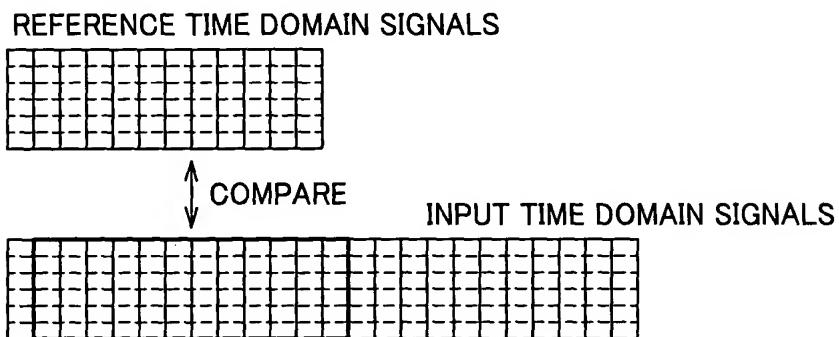 REFERENCE TIME DOMAIN SIGNALS
COMPARE
INPUT TIME DOMAIN SIGNALS